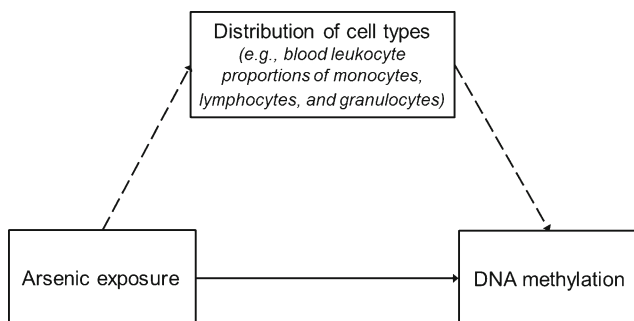 Distribution of cell types
(e.g., blood leukocyte
proportions of monocytes,
lymphocytes, and granulocytes)
Arsenic exposure
DNA methylation